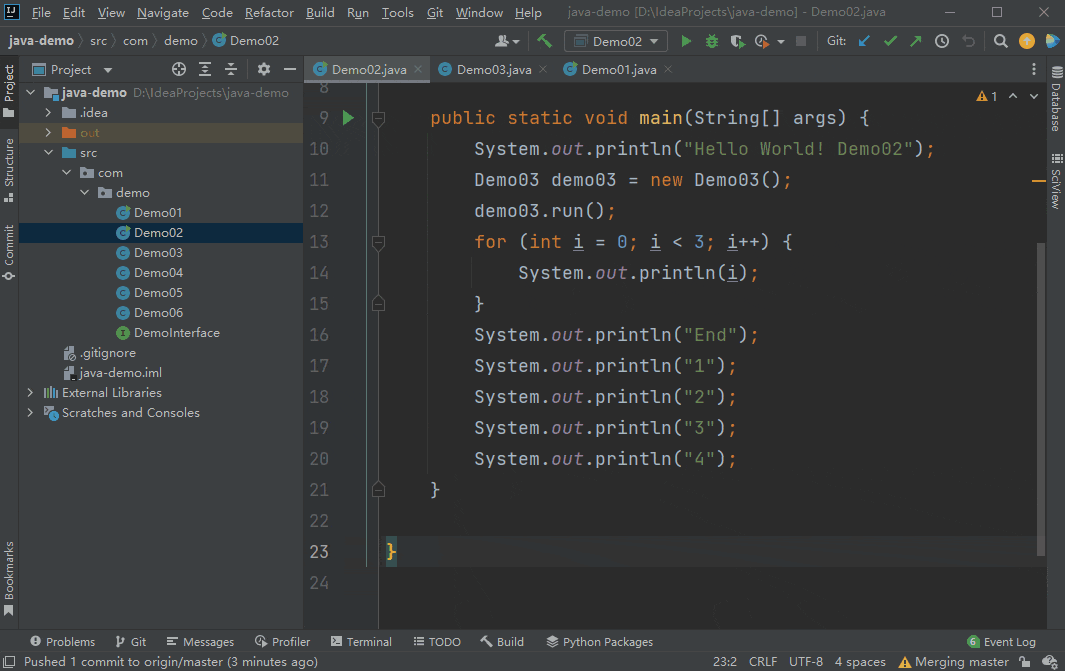 File Edit View Navigate Code Refactor Build Run Tools Git Window Help java-demo [D:\IdeaProjects\java-demo] - Demo02.java
java-demo src com demo Demo02 Demo02 Git:
Project
Demo02.java Demo03.java Demo01.java
java-demo D:\IdeaProjects\java-demo
.idea
out
src
com
demo
Demo01
Demo02
Demo03
Demo04
Demo05
Demo06
DemoInterface
.gitignore
java-demo.iml
External Libraries
Scratches and Consoles
Project
Structure
Commit
Bookmarks
8
9 public static void main(String[] args) {
10 System.out.println("Hello World! Demo02");
11 Demo03 demo03 = new Demo03();
12 demo03.run();
13 for (int i = 0; i < 3; i++) {
14 System.out.println(i);
15 }
16 System.out.println("End");
17 System.out.println("1");
18 System.out.println("2");
19 System.out.println("3");
20 System.out.println("4");
21 }
22
23 }
24
1
Database
SciView
Problems Git Messages Profiler Terminal TODO Build Python Packages 6 Event Log
Pushed 1 commit to origin/master (3 minutes ago) 23:2 CRLF UTF-8 4 spaces Merging master